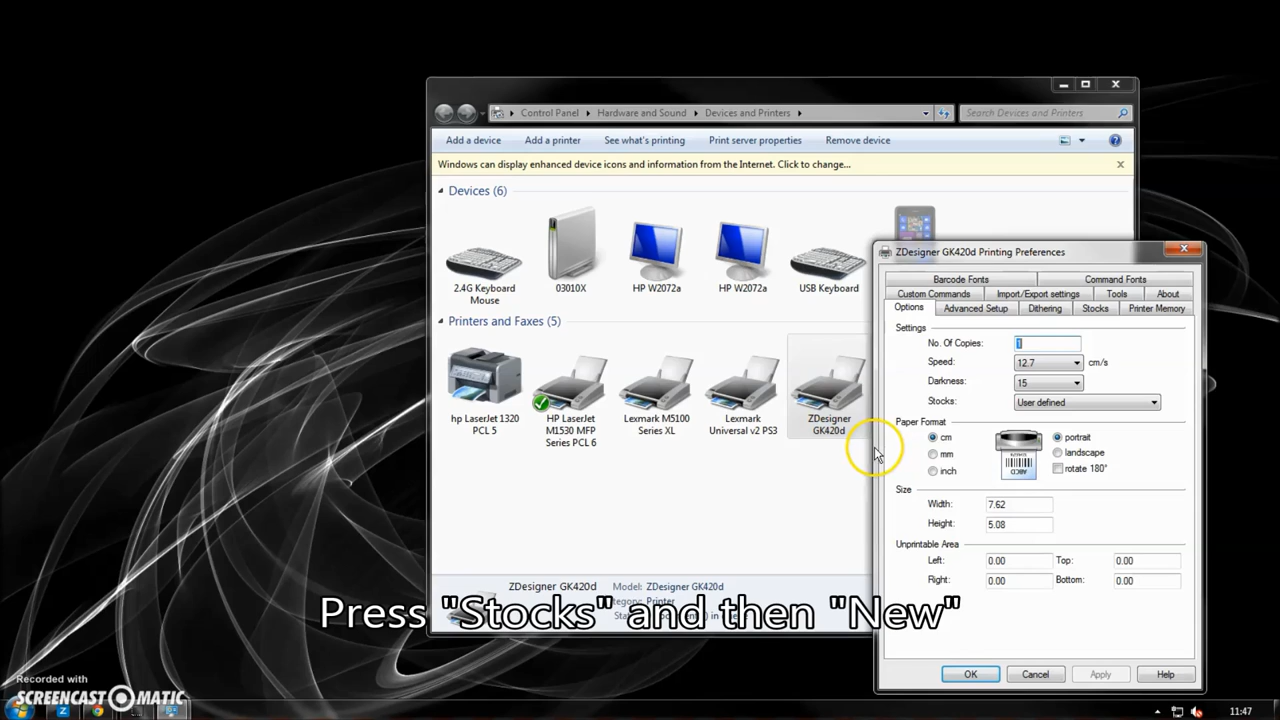 Control Panel
Hardware and Sound
Devices and Printers
Search Devices and Printers
Add a device
Add a printer
See what's printing
Print server properties
Remove device
Windows can display enhanced device icons and information from the Internet. Click to change...
Devices (6)
2.4G Keyboard
Mouse
03010X
HP W2072a
HP W2072a
USB Keyboard
Printers and Faxes (5)
hp LaserJet 1320
PCL 5
HP LaserJet
M1530 MFP
Series PCL 6
Lexmark M5100
Series XL
Lexmark
Universal v2 PS3
ZDesigner
GK420d
ZDesigner GK420d
Model: ZDesigner GK420d
Printer
ZDesigner GK420d Printing Preferences
Barcode Fonts
Command Fonts
Custom Commands
Import/Export settings
Tools
About
Options
Advanced Setup
Dithering
Stocks
Printer Memory
Settings
No. Of Copies: 1
Speed: 12.7 cm/s
Darkness: 15
Stocks: User defined
Paper Format
cm
mm
inch
ABCD
portrait
landscape
rotate 180°
Size
Width: 7.62
Height: 5.08
Unprintable Area
Left: 0.00 Top: 0.00
Right: 0.00 Bottom: 0.00
OK
Cancel
Apply
Help
Press "Stocks" and then "New"
Recorded with
SCREENCAST-O-MATIC
11:47